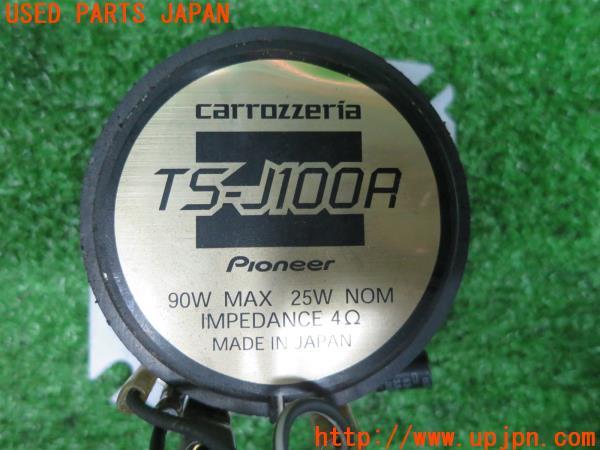 USED PARTS JAPAN
carrozzeria
TS-J100A
Pioneer
90W MAX 25W NOM
IMPEDANCE 4Ω
MADE IN JAPAN
http://www.upjpn.com/